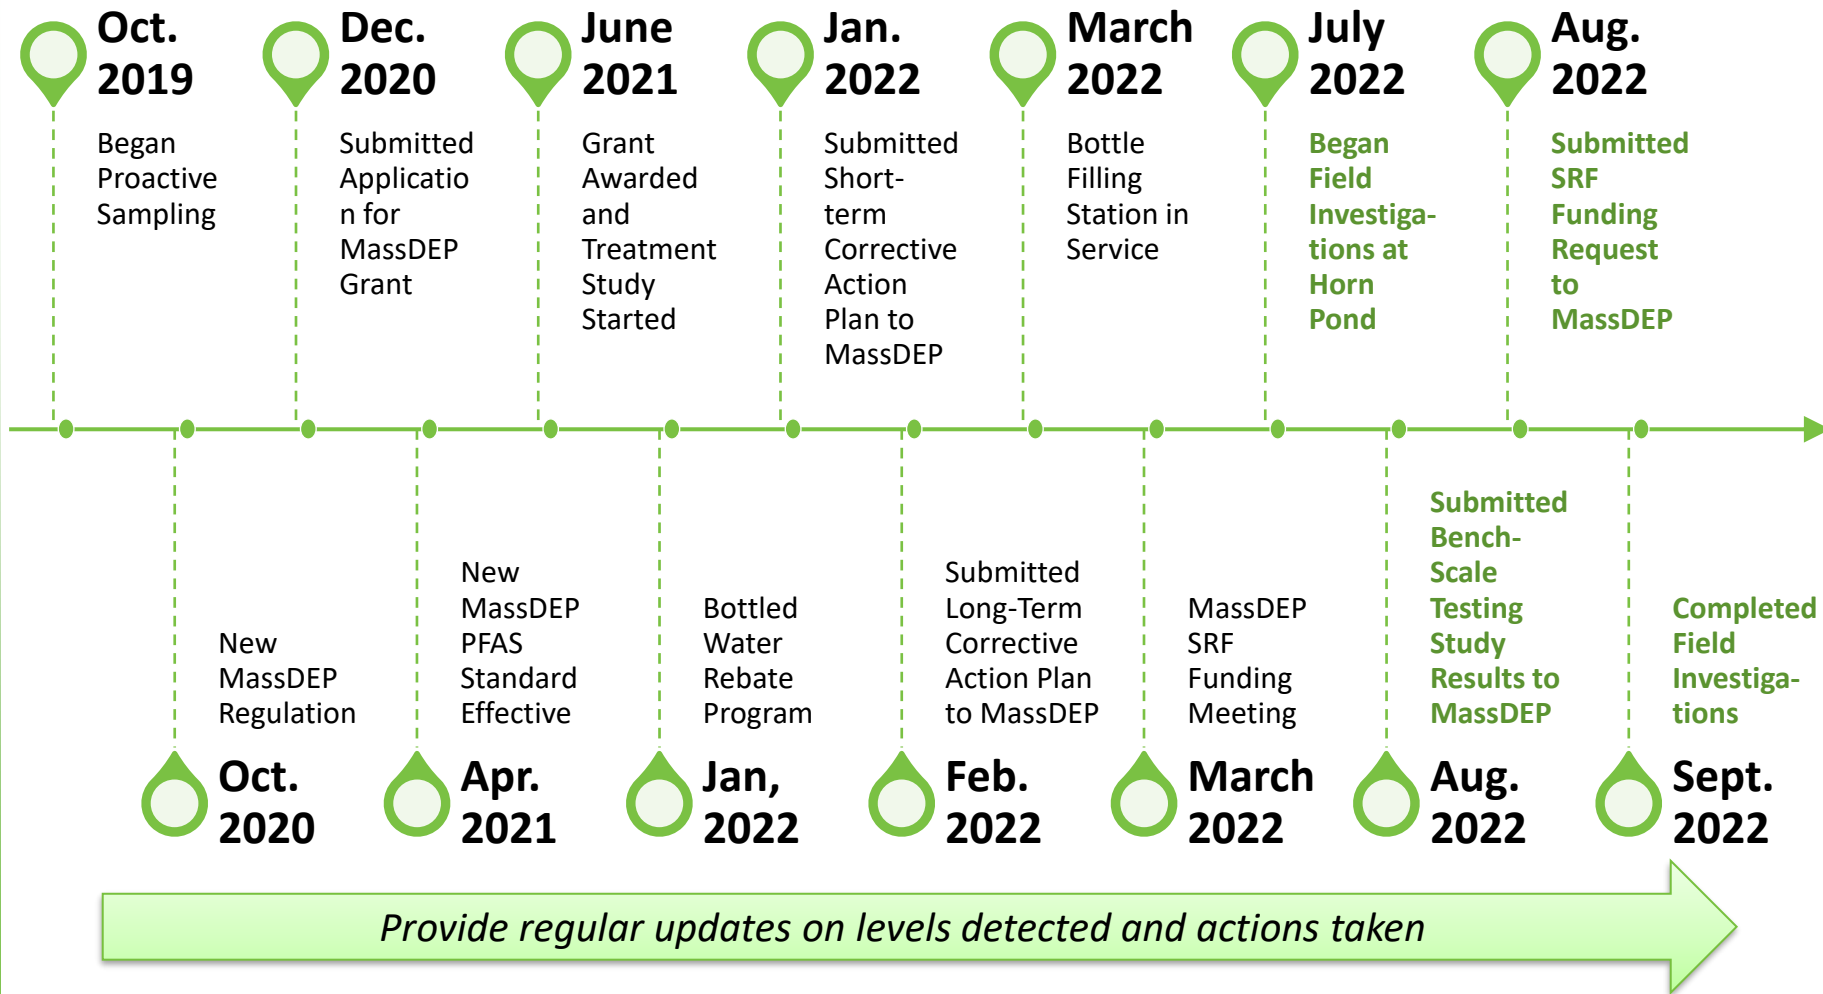 Oct.
2019
Began
Proactive
Sampling
Dec.
2020
Submitted
Applicatio
n for
MassDEP
Grant
June
2021
Grant
Awarded
and
Treatment
Study
Started
Jan.
2022
Submitted
Short-
term
Corrective
Action
Plan to
MassDEP
March
2022
Bottle
Filling
Station in
Service
July
2022
Began
Field
Investiga-
tions at
Horn
Pond
Aug.
2022
Submitted
SRF
Funding
Request
to
MassDEP
New
MassDEP
Regulation
Oct.
2020
New
MassDEP
PFAS
Standard
Effective
Apr.
2021
Bottled
Water
Rebate
Program
Jan,
2022
Submitted
Long-Term
Corrective
Action Plan
to MassDEP
Feb.
2022
MassDEP
SRF
Funding
Meeting
March
2022
Submitted
Bench-
Scale
Testing
Study
Results to
MassDEP
Aug.
2022
Completed
Field
Investiga-
tions
Sept.
2022
Provide regular updates on levels detected and actions taken